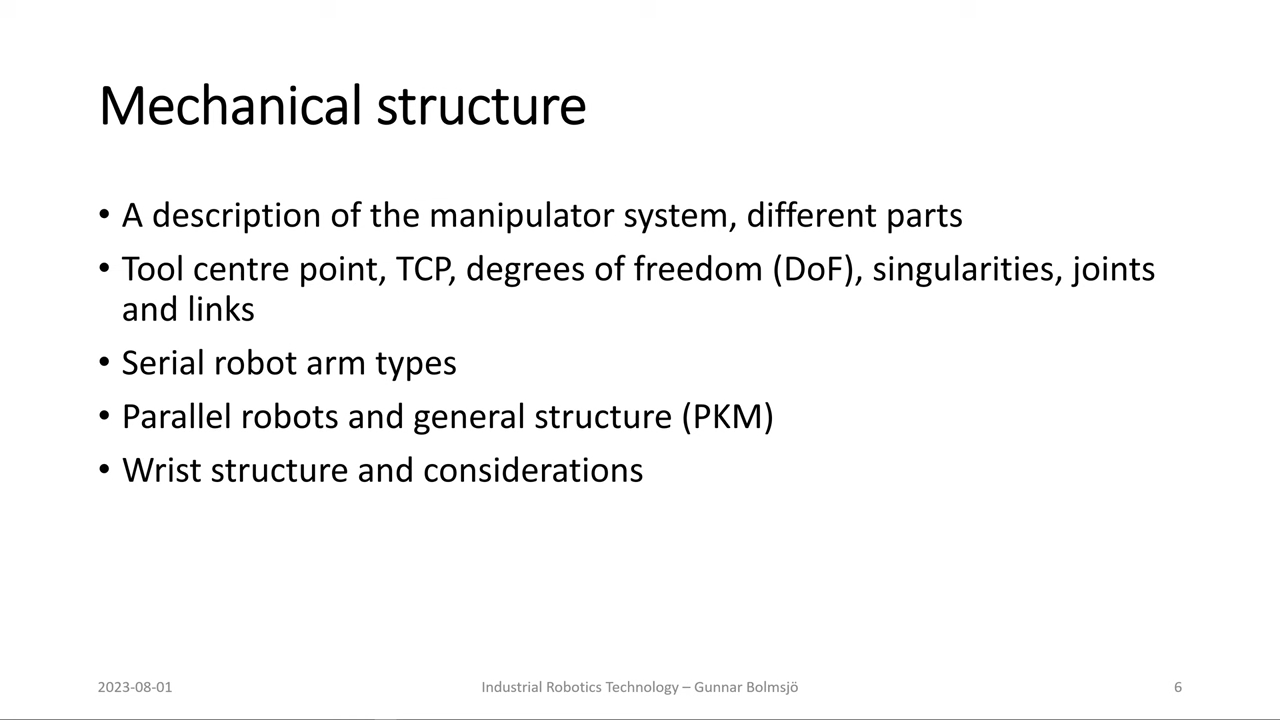 Mechanical structure
• A description of the manipulator system, different parts
• Tool centre point, TCP, degrees of freedom (DoF), singularities, joints
and links
• Serial robot arm types
• Parallel robots and general structure (PKM)
• Wrist structure and considerations
2023-08-01
Industrial Robotics Technology – Gunnar Bolmsjö
6